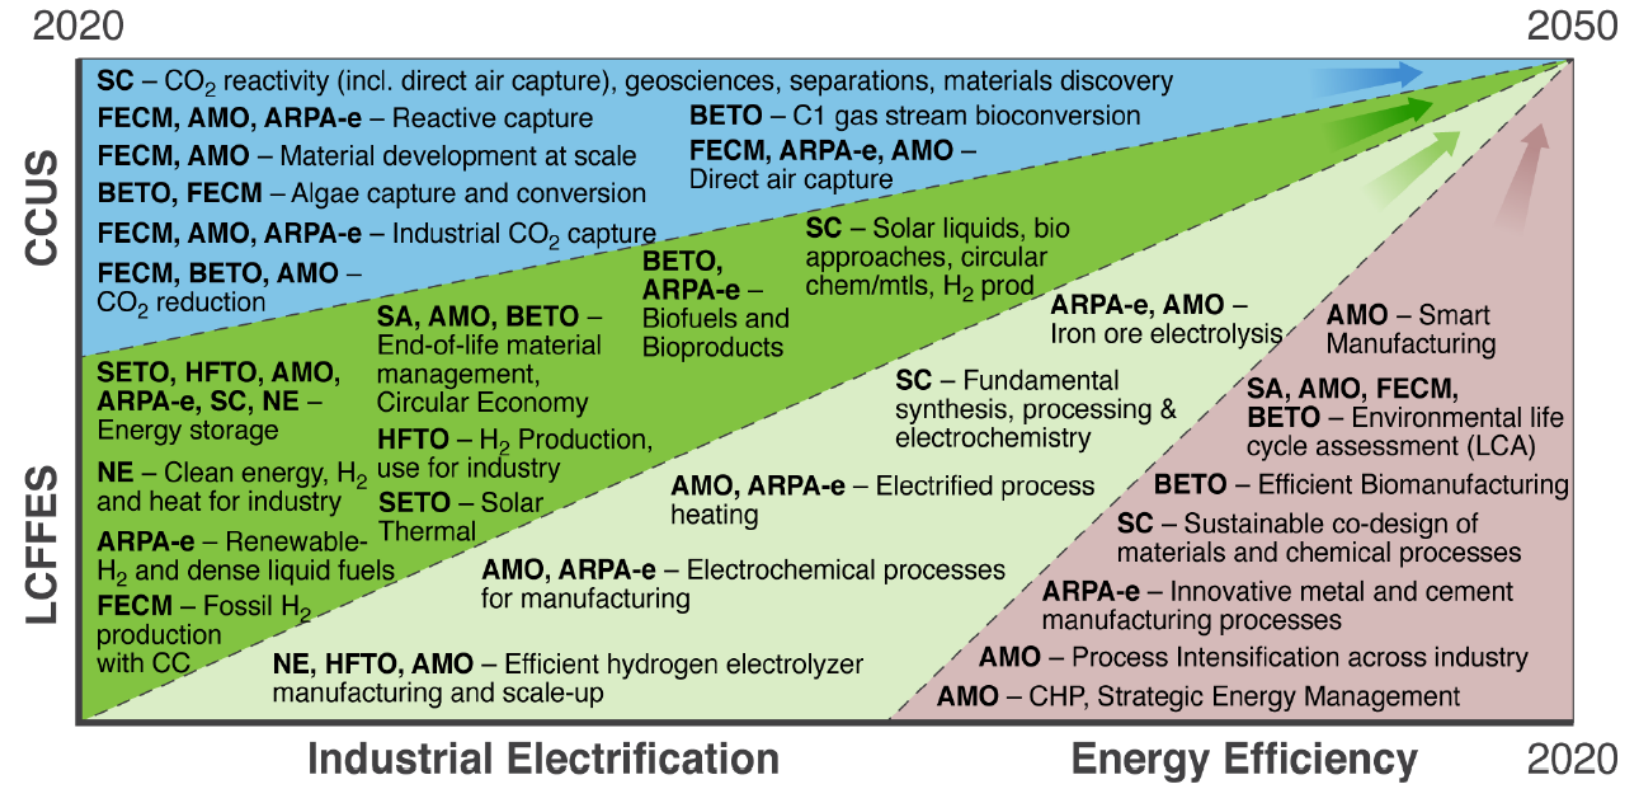 2020
2050
CCUS
SC – CO₂ reactivity (incl. direct air capture), geosciences, separations, materials discovery
FECM, AMO, ARPA-e – Reactive capture
BETO – C1 gas stream bioconversion
FECM, AMO – Material development at scale
FECM, ARPA-e, AMO –
Direct air capture
BETO, FECM – Algae capture and conversion
FECM, AMO, ARPA-e – Industrial CO₂ capture
FECM, BETO, AMO –
CO₂ reduction
LCFFES
SETO, HFTO, AMO,
ARPA-e, SC, NE –
Energy storage
NE – Clean energy, H₂
and heat for industry
ARPA-e – Renewable-
H₂ and dense liquid fuels
FECM – Fossil H₂
production
with CC
SA, AMO, BETO –
End-of-life material
management,
Circular Economy
HFTO – H₂ Production,
use for industry
SETO – Solar
Thermal
BETO,
ARPA-e –
Biofuels and
Bioproducts
SC – Solar liquids, bio
approaches, circular
chem/mtls, H₂ prod
ARPA-e, AMO –
Iron ore electrolysis
SC – Fundamental
synthesis, processing &
electrochemistry
AMO, ARPA-e – Electrified process
heating
AMO, ARPA-e – Electrochemical processes
for manufacturing
NE, HFTO, AMO – Efficient hydrogen electrolyzer
manufacturing and scale-up
AMO – Smart
Manufacturing
SA, AMO, FECM,
BETO – Environmental life
cycle assessment (LCA)
BETO – Efficient Biomanufacturing
SC – Sustainable co-design of
materials and chemical processes
ARPA-e – Innovative metal and cement
manufacturing processes
AMO – Process Intensification across industry
AMO – CHP, Strategic Energy Management
Industrial Electrification
Energy Efficiency
2020